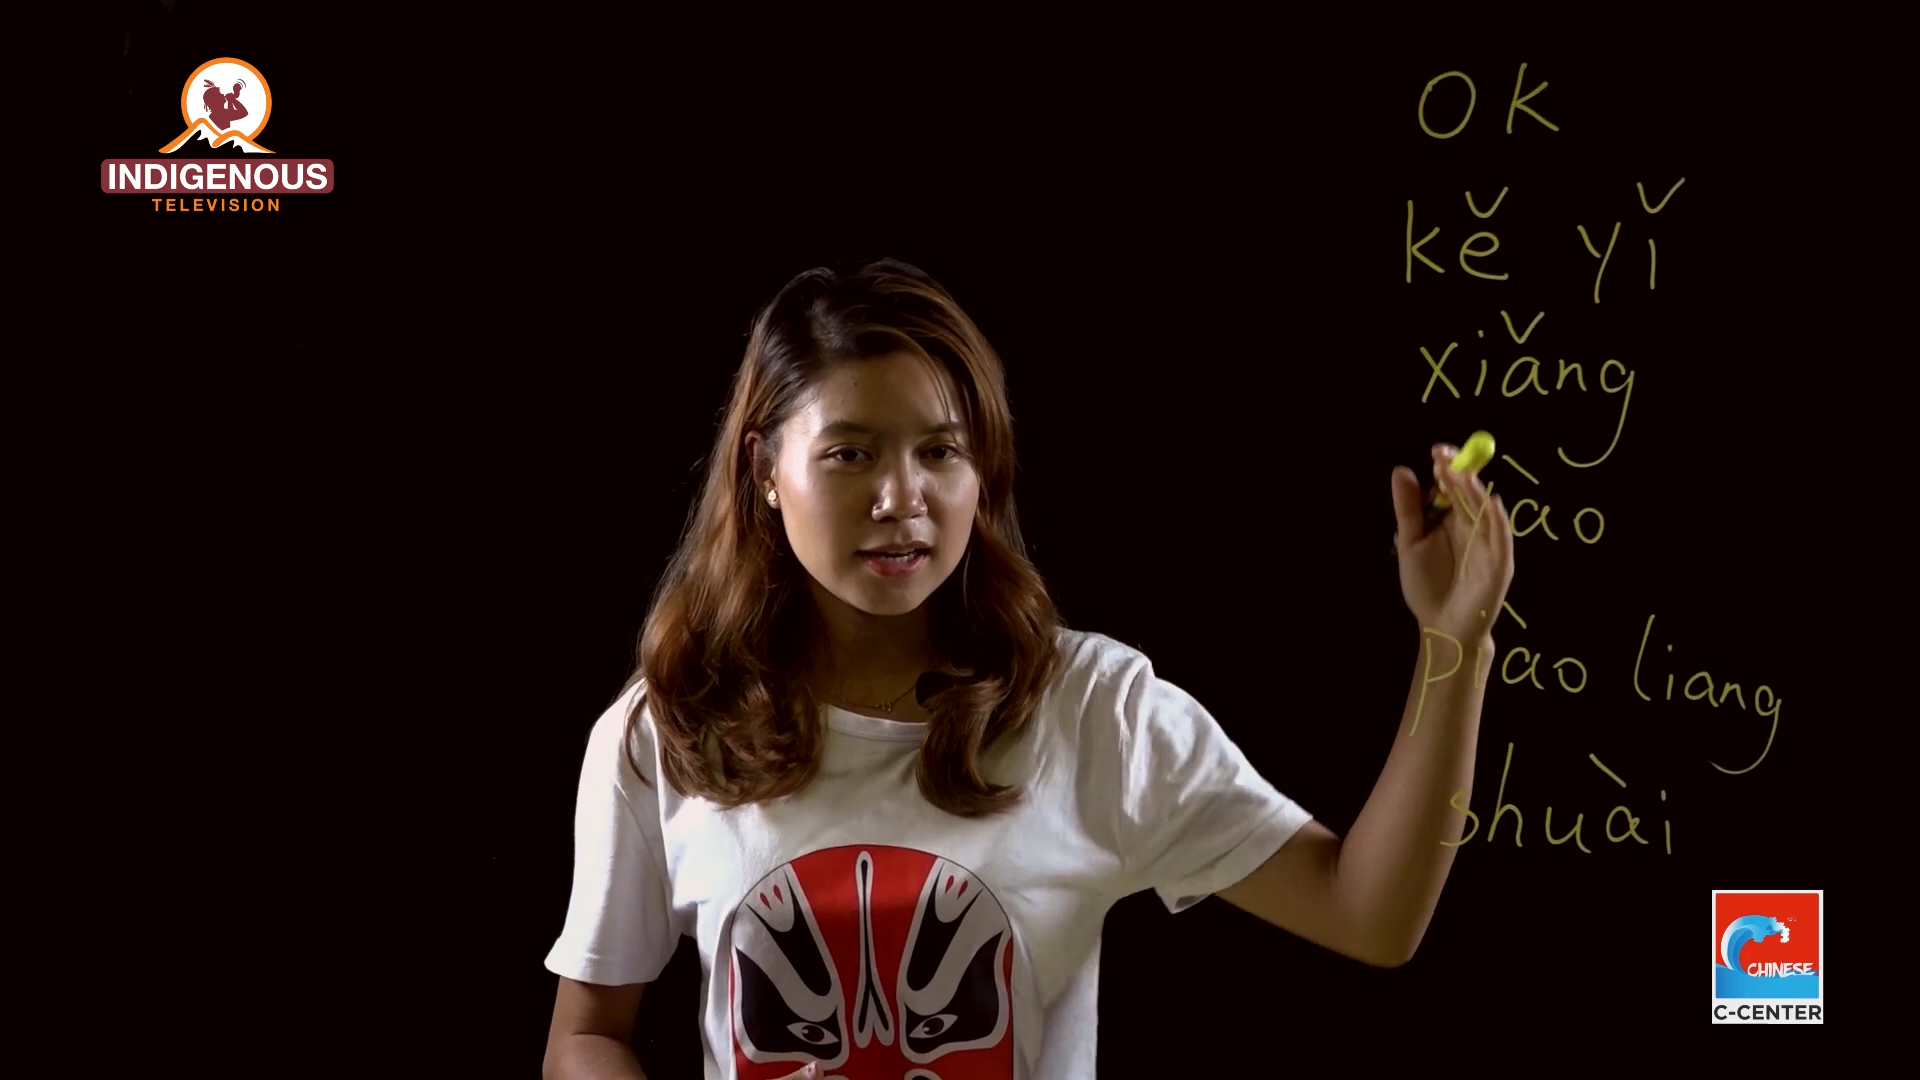 INDIGENOUS
TELEVISION
ok
kě yǐ
xiǎng
yào
piào liang
shuài
CHINESE
C-CENTER